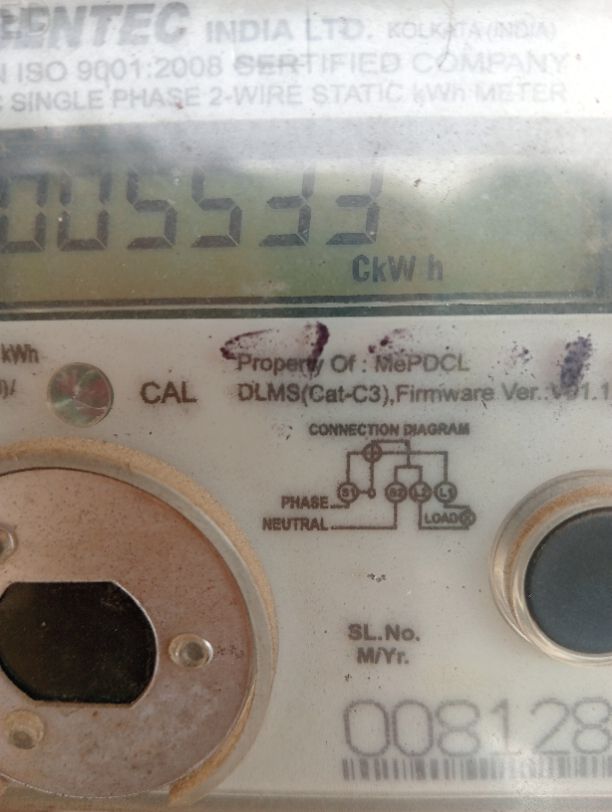 ENTEC INDIA LTD. KOLKATA (INDIA)
N ISO 9001:2008 CERTIFIED COMPANY
C SINGLE PHASE 2-WIRE STATIC kWh METER
005533
CkW h
kWh
CAL
Property Of : MePDCL
DLMS(Cat-C3),Firmware Ver.:V01.1
CONNECTION DIAGRAM
S1 S2 L2 L1
PHASE
NEUTRAL
LOAD
SL.No.
M/Yr.
008128